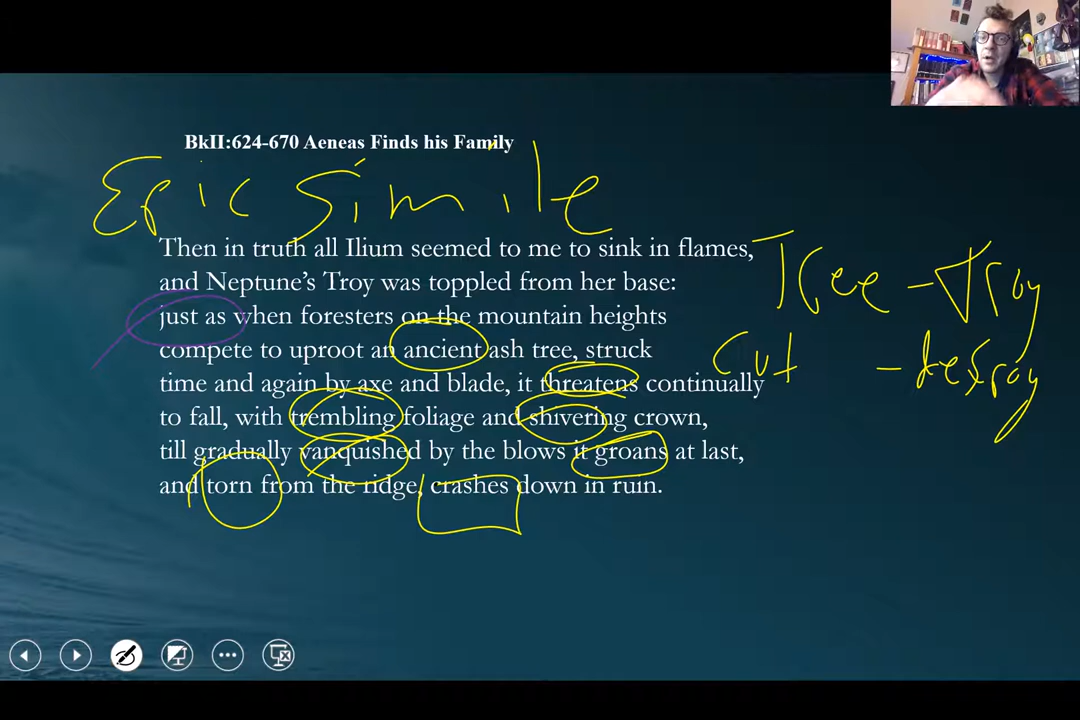 BkII:624-670 Aeneas Finds his Family
Epic Simile
Then in truth all Ilium seemed to me to sink in flames,
and Neptune’s Troy was toppled from her base:
just as when foresters on the mountain heights
compete to uproot an ancient ash tree, struck
time and again by axe and blade, it threatens continually
to fall, with trembling foliage and shivering crown,
till gradually vanquished by the blows it groans at last,
and torn from the ridge, crashes down in ruin.
Tree - Troy
Cut - destroy